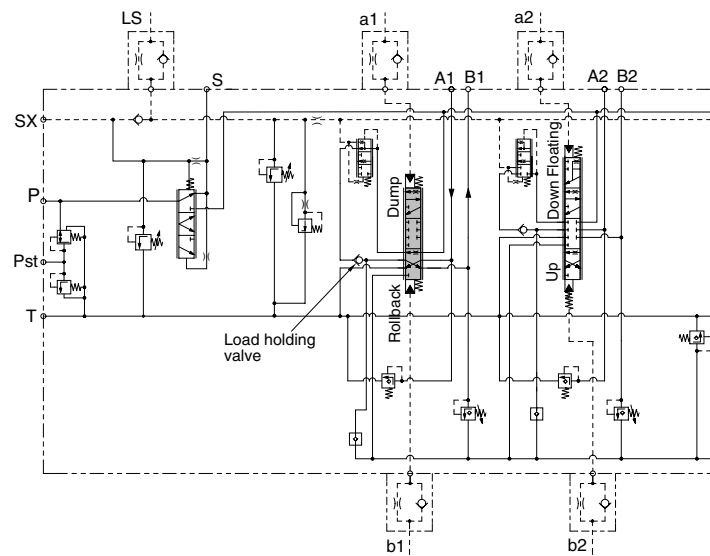 LS
a1
a2
S
A1
B1
A2
B2
SX
P
Pst
T
Dump
Rollback
Down Floating
Up
Load holding
valve
b1
b2